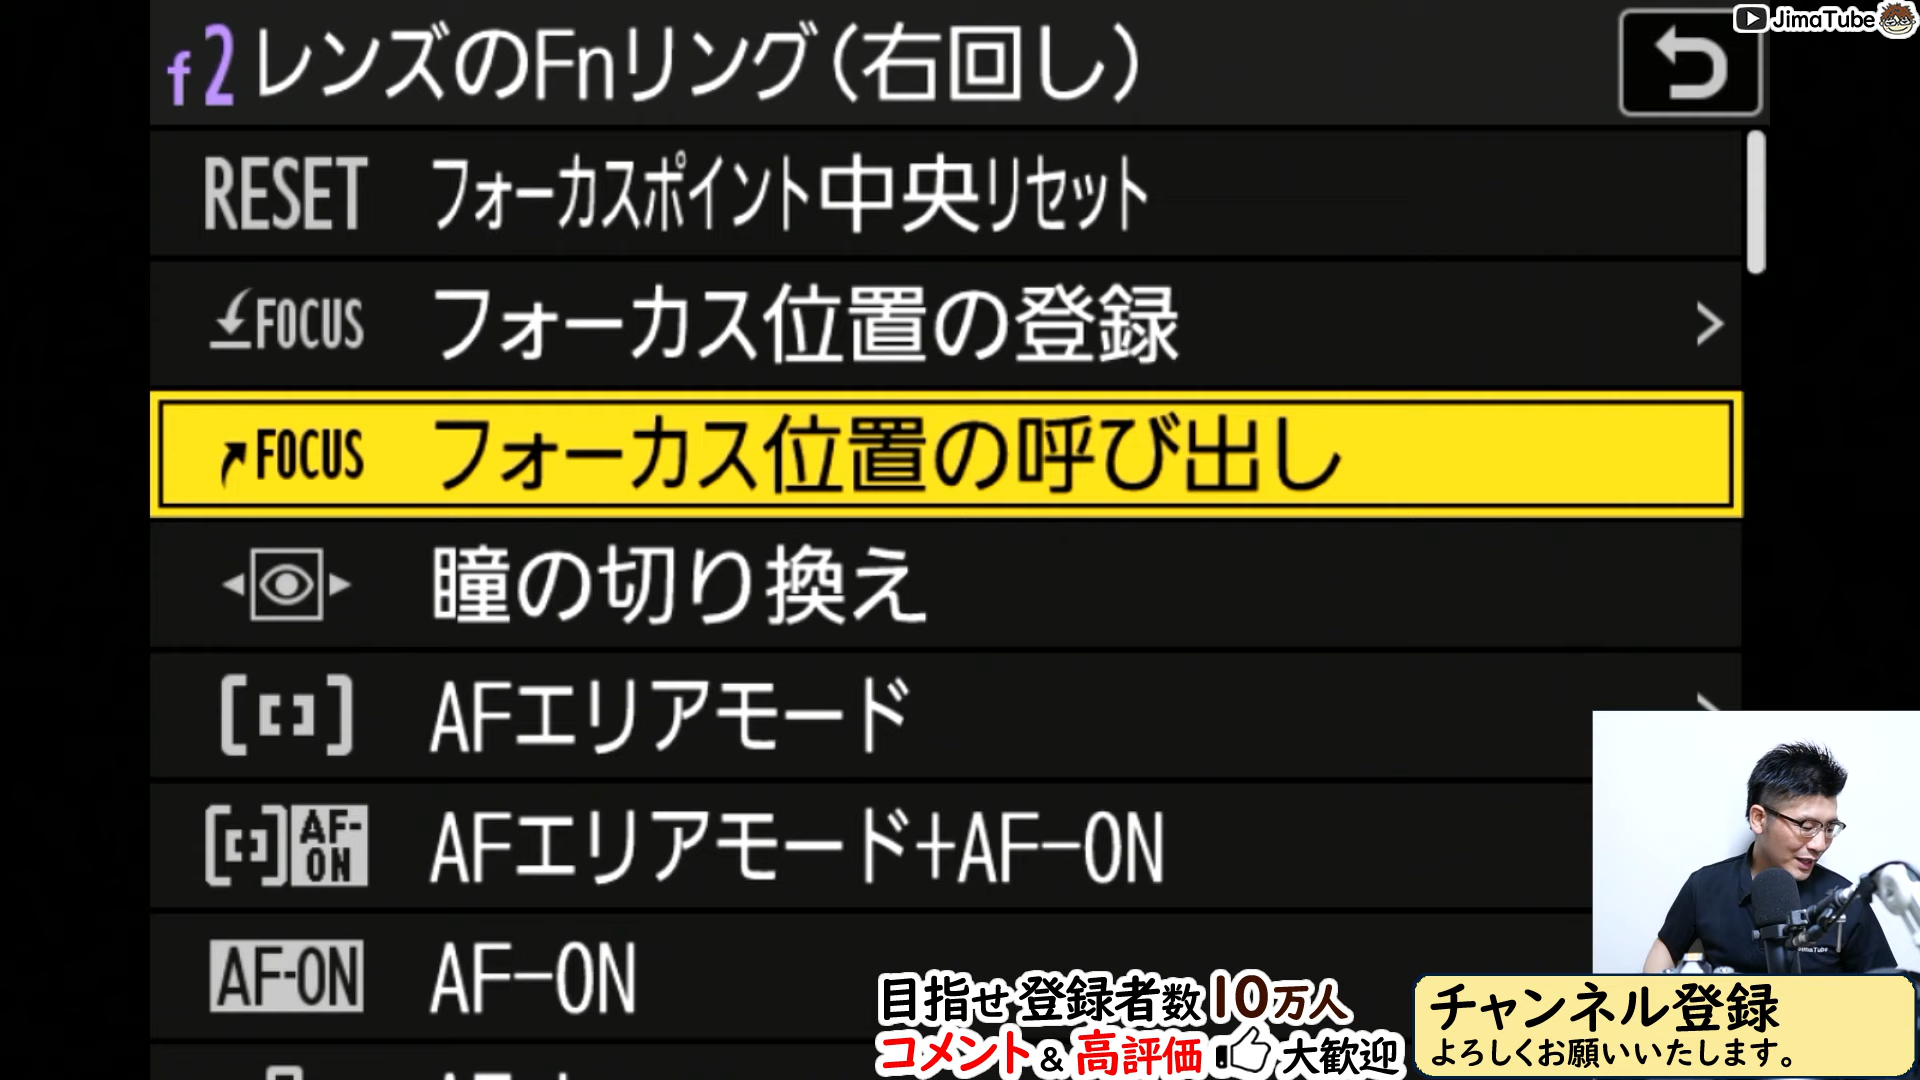 f2 レンズのFnリング(右回し)
JimaTube
RESET フォーカスポイント中央リセット
FOCUS フォーカス位置の登録
FOCUS フォーカス位置の呼び出し
瞳の切り換え
AFエリアモード
AF-ON AFエリアモード+AF-ON
AF-ON AF-ON
目指せ登録者数10万人
コメント&高評価 大歓迎
チャンネル登録
よろしくお願いいたします。
JimaTube